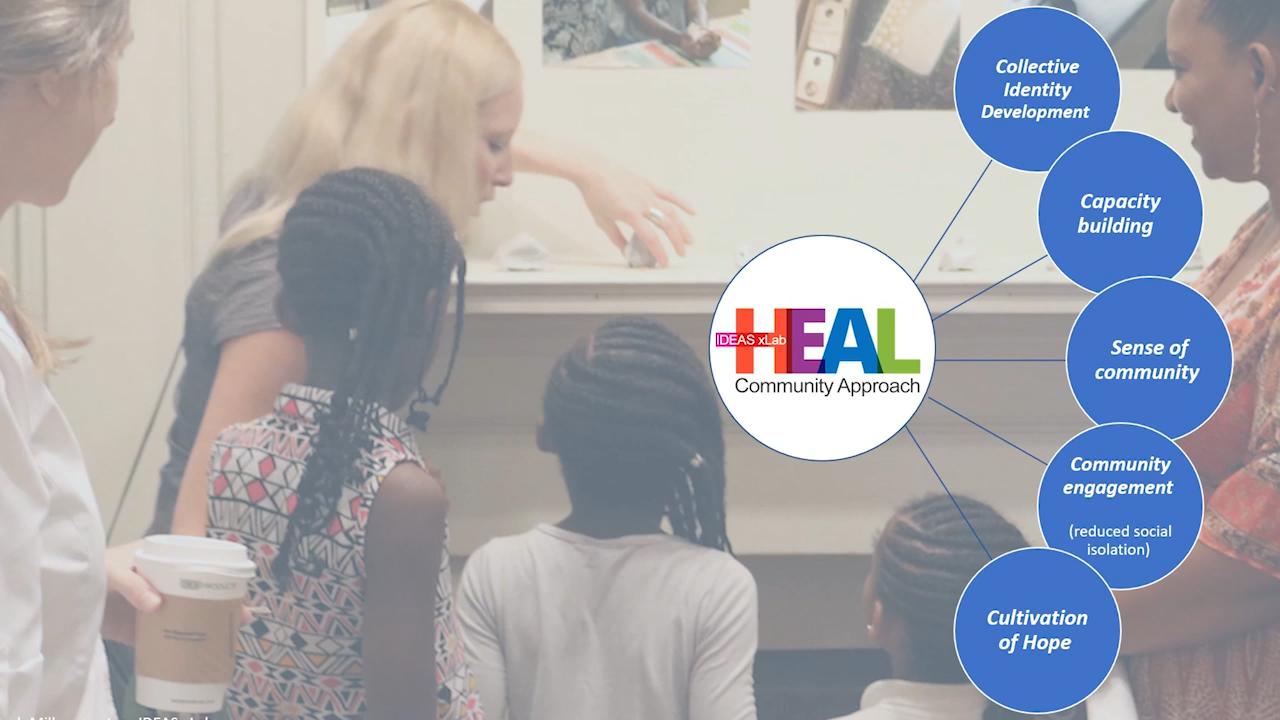 Collective
Identity
Development
Capacity
building
Sense of
community
Community
engagement
(reduced social
isolation)
Cultivation
of Hope
HEAL
IDEAS xLab
Community Approach